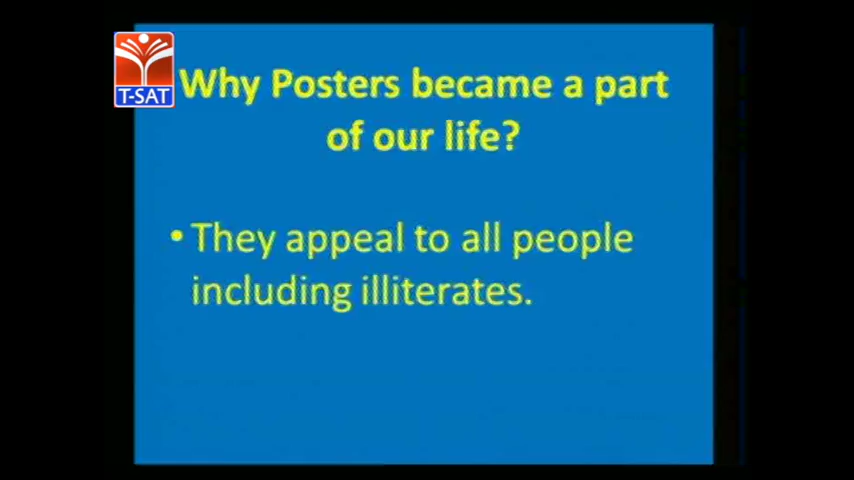 T-SAT
Why Posters became a part
of our life?
• They appeal to all people
including illiterates.